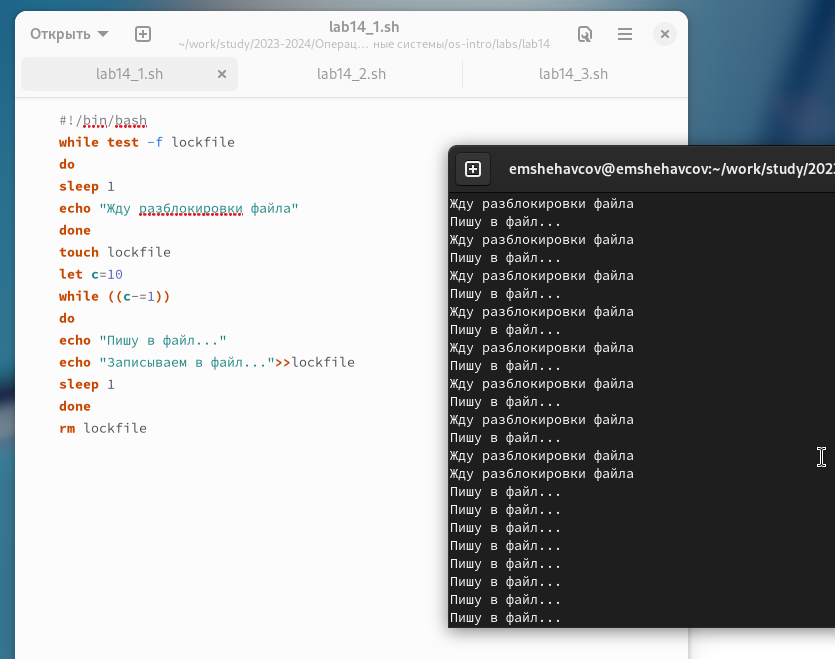 Открыть
lab14_1.sh
~/work/study/2023-2024/Операц... ные системы/os-intro/labs/lab14
lab14_1.sh
lab14_2.sh
lab14_3.sh
#!/bin/bash
while test -f lockfile
do
sleep 1
echo "Жду разблокировки файла"
done
touch lockfile
let c=10
while ((c-=1))
do
echo "Пишу в файл..."
echo "Записываем в файл...">>lockfile
sleep 1
done
rm lockfile
emshehavcov@emshehavcov:~/work/study/202
Жду разблокировки файла
Пишу в файл...
Жду разблокировки файла
Пишу в файл...
Жду разблокировки файла
Пишу в файл...
Жду разблокировки файла
Пишу в файл...
Жду разблокировки файла
Пишу в файл...
Жду разблокировки файла
Пишу в файл...
Жду разблокировки файла
Пишу в файл...
Жду разблокировки файла
Жду разблокировки файла
Пишу в файл...
Пишу в файл...
Пишу в файл...
Пишу в файл...
Пишу в файл...
Пишу в файл...
Пишу в файл...
Пишу в файл...